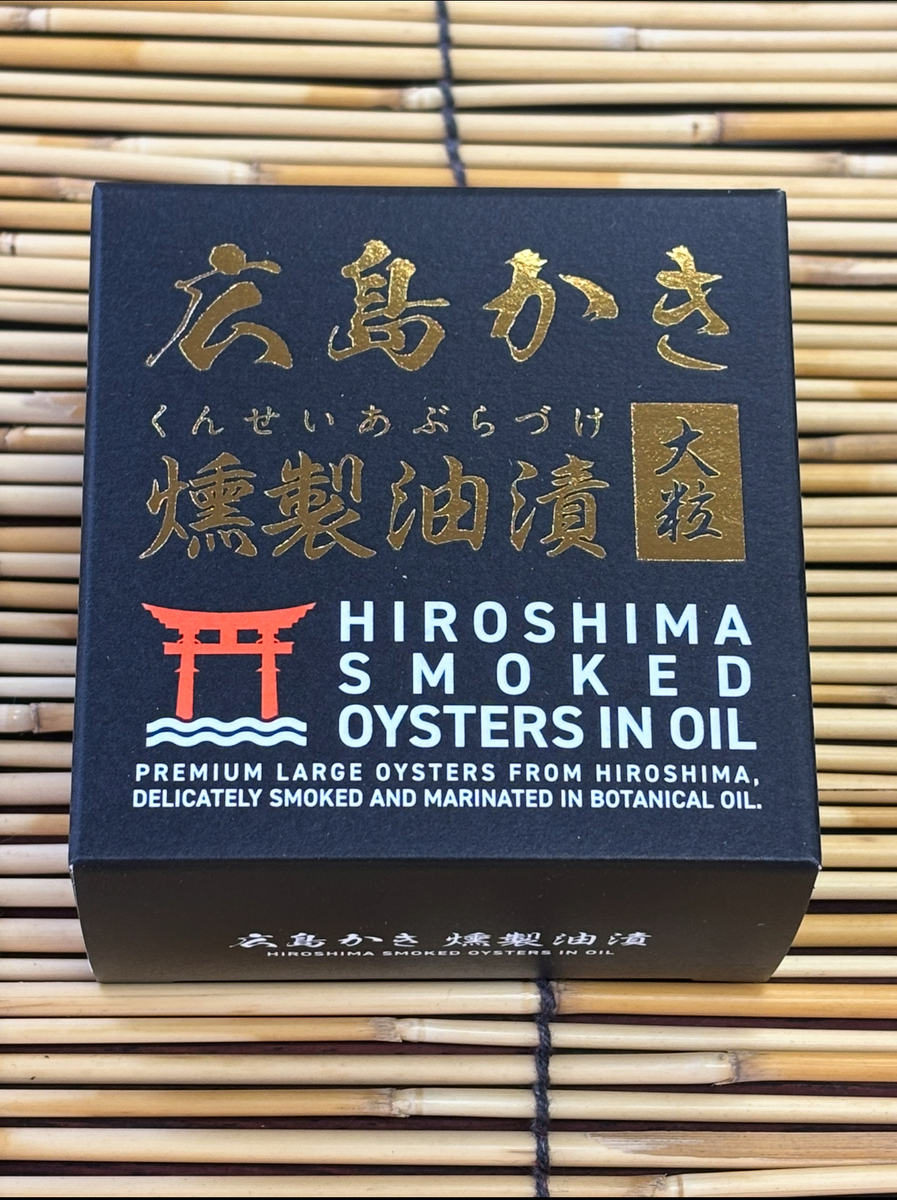 広島かき
くんせいあぶらづけ
燻製油漬
大粒
HIROSHIMA
SMOKED
OYSTERS IN OIL
PREMIUM LARGE OYSTERS FROM HIROSHIMA,
DELICATELY SMOKED AND MARINATED IN BOTANICAL OIL.
広島かき 燻製油漬
HIROSHIMA SMOKED OYSTERS IN OIL